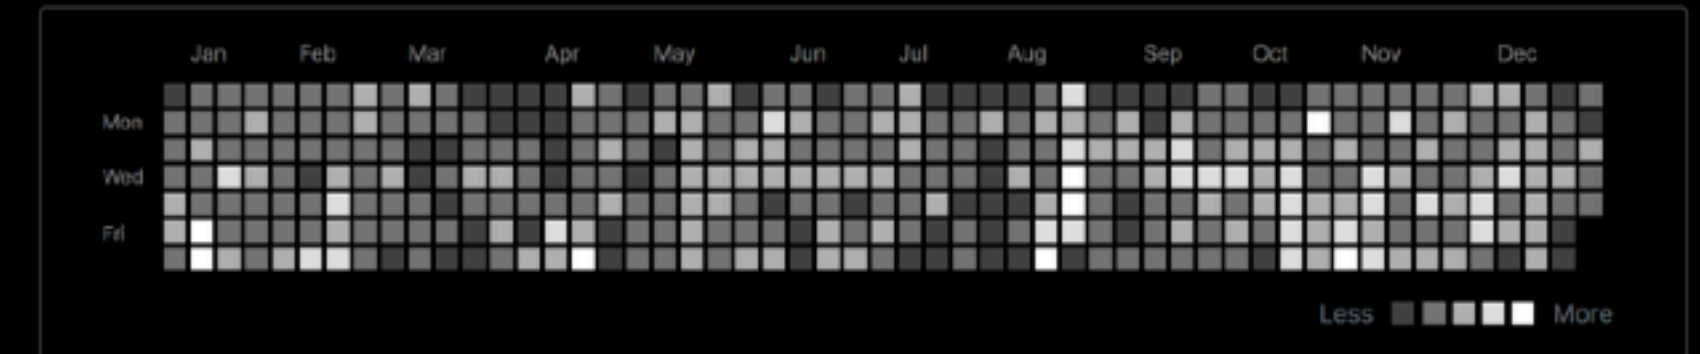 Jan Feb Mar Apr May Jun Jul Aug Sep Oct Nov Dec
Mon
Wed
Fri
Less More